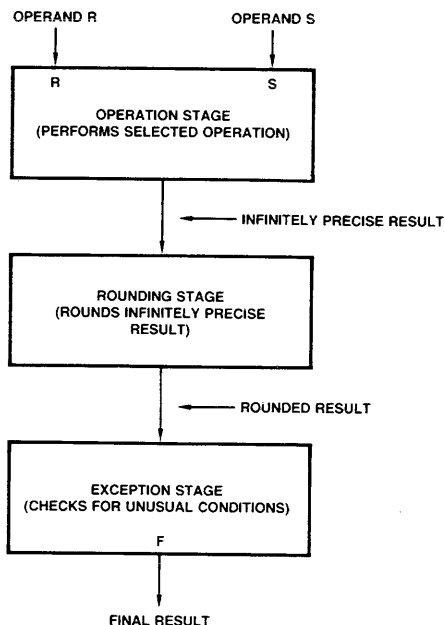 OPERAND R
OPERAND S
R
S
OPERATION STAGE
(PERFORMS SELECTED OPERATION)
INFINITELY PRECISE RESULT
ROUNDING STAGE
(ROUNDS INFINITELY PRECISE
RESULT)
ROUNDED RESULT
EXCEPTION STAGE
(CHECKS FOR UNUSUAL CONDITIONS)
F
FINAL RESULT